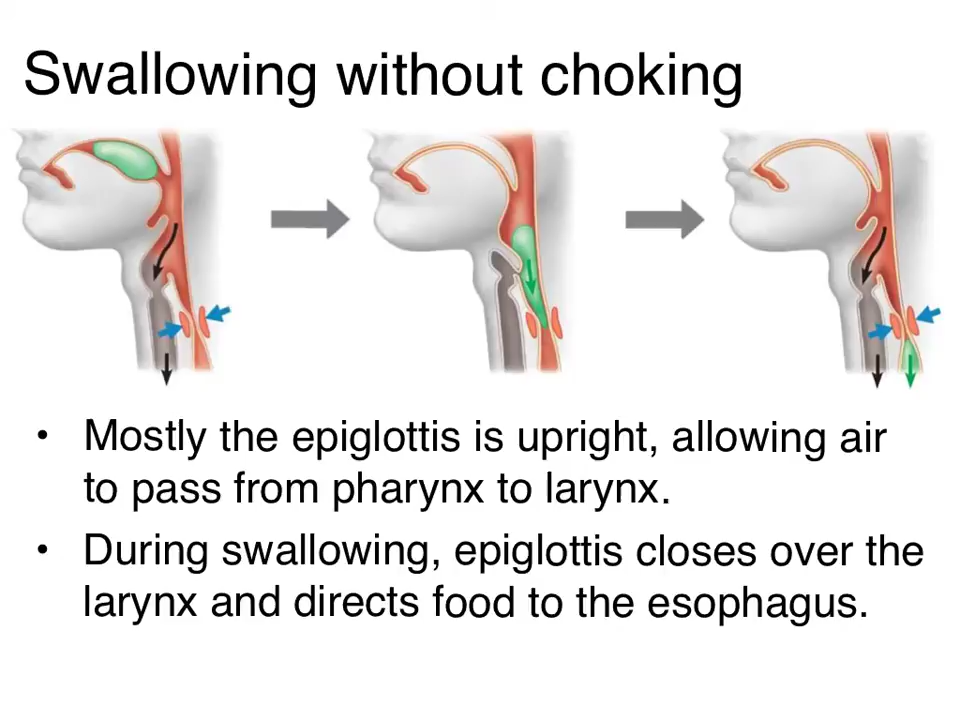 Swallowing without choking
• Mostly the epiglottis is upright, allowing air
to pass from pharynx to larynx.
• During swallowing, epiglottis closes over the
larynx and directs food to the esophagus.